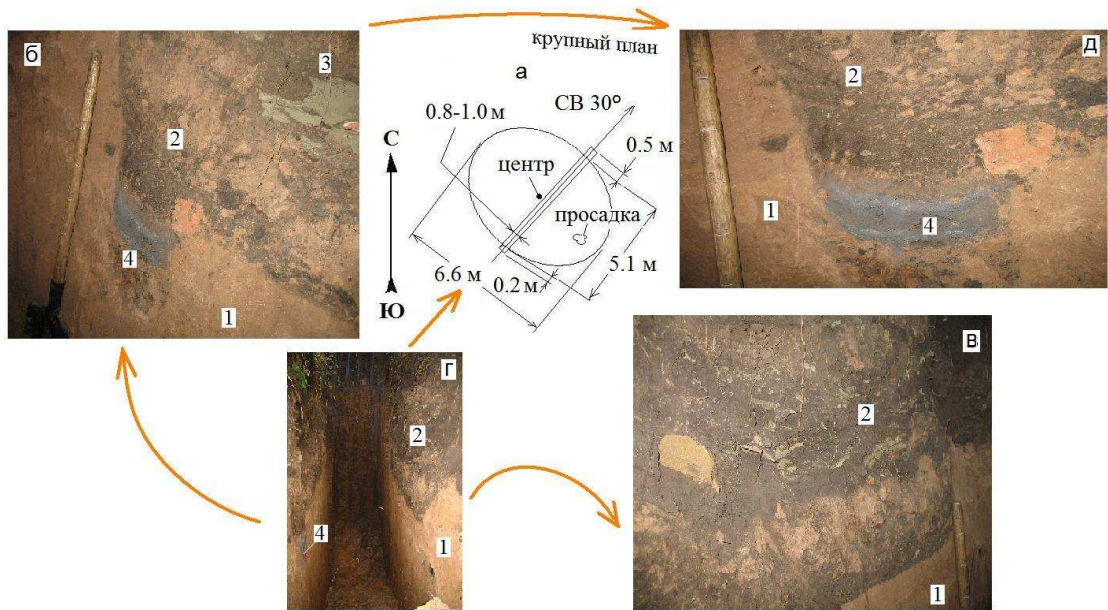 б
3
2
4
1
крупный план
а
0.8-1.0 м
СВ 30°
С
0.5 м
центр
просадка
6.6 м
0.2 м
5.1 м
Ю
д
2
1
4
г
2
4
1
в
2
1